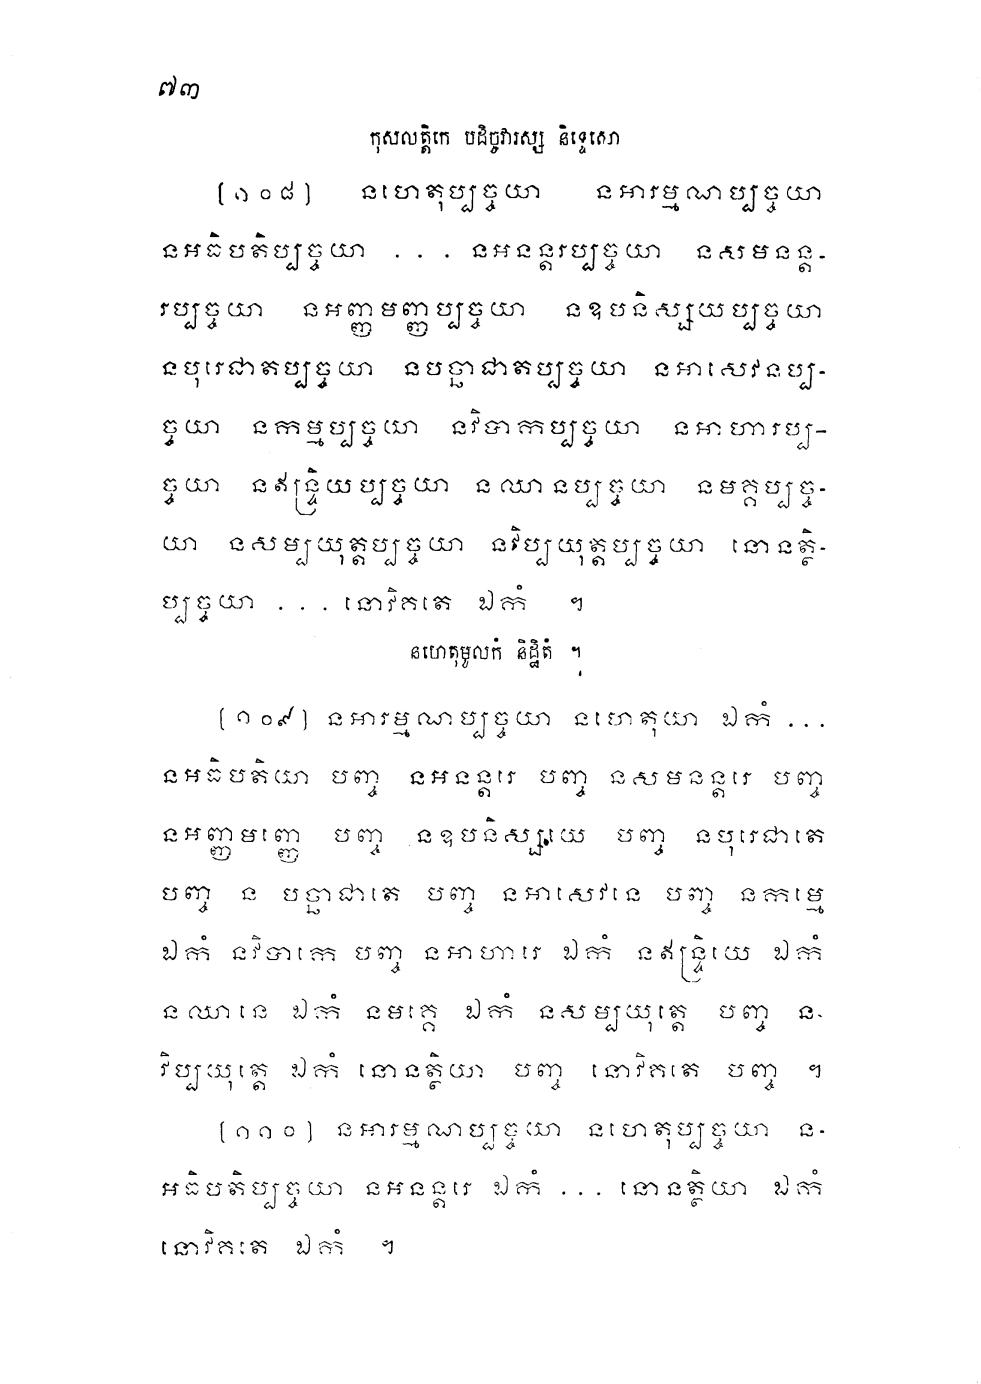 ៧៣
កុសលត្តិកេ បដិច្ចវារស្ស និទ្ទេសោ
(១០៨) នហេតុប្បច្ចយា នអារម្មណប្បច្ចយា
នអធិបតិប្បច្ចយា ... នអនន្តរប្បច្ចយា នសមនន្ត-
រប្បច្ចយា នអញ្ញមញ្ញប្បច្ចយា នឧបនិស្សយប្បច្ចយា
នបុរេជាតប្បច្ចយា នបច្ឆាជាតប្បច្ចយា នអាសេវនប្ប-
ច្ចយា នកម្មប្បច្ចយា នវិបាកប្បច្ចយា នអាហារប្ប-
ច្ចយា នឥន្ទ្រិយប្បច្ចយា នឈានប្បច្ចយា នមគ្គប្បច្ច-
យា នសម្បយុត្តប្បច្ចយា នវិប្បយុត្តប្បច្ចយា នោនត្ថិ-
ប្បច្ចយា ... នោវិគតេ ឯកំ ។
នហេតុមូលកំ និដ្ឋិតំ ។
(១០៩) នអារម្មណប្បច្ចយា នហេតុយា ឯកំ ...
នអធិបតិយា បញ្ច នអនន្តរេ បញ្ច នសមនន្តរេ បញ្ច
នអញ្ញមញ្ញេ បញ្ច នឧបនិស្សយេ បញ្ច នបុរេជាតេ
បញ្ច ន បច្ឆាជាតេ បញ្ច នអាសេវនេ បញ្ច នកម្មេ
ឯកំ នវិបាកេ បញ្ច នអាហារេ ឯកំ នឥន្ទ្រិយេ ឯកំ
នឈានេ ឯកំ នមគ្គេ ឯកំ នសម្បយុត្តេ បញ្ច ន-
វិប្បយុត្តេ ឯកំ នោនត្ថិយា បញ្ច នោវិគតេ បញ្ច ។
(១១០) នអារម្មណប្បច្ចយា នហេតុប្បច្ចយា ន-
អធិបតិប្បច្ចយា នអនន្តរេ ឯកំ ... នោនត្ថិយា ឯកំ
នោវិគតេ ឯកំ ។